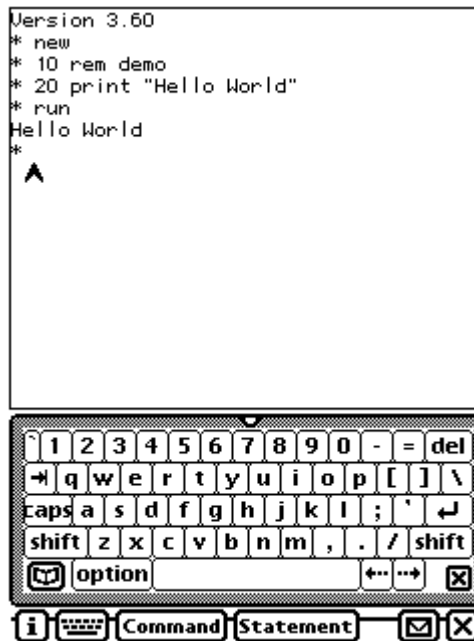 Version 3.60
* new
* 10 rem demo
* 20 print "Hello World"
* run
Hello World
*
` 1 2 3 4 5 6 7 8 9 0 - = del
q w e r t y u i o p [ ] \
caps a s d f g h j k l ; '
shift z x c v b n m , . / shift
option
i Command Statement